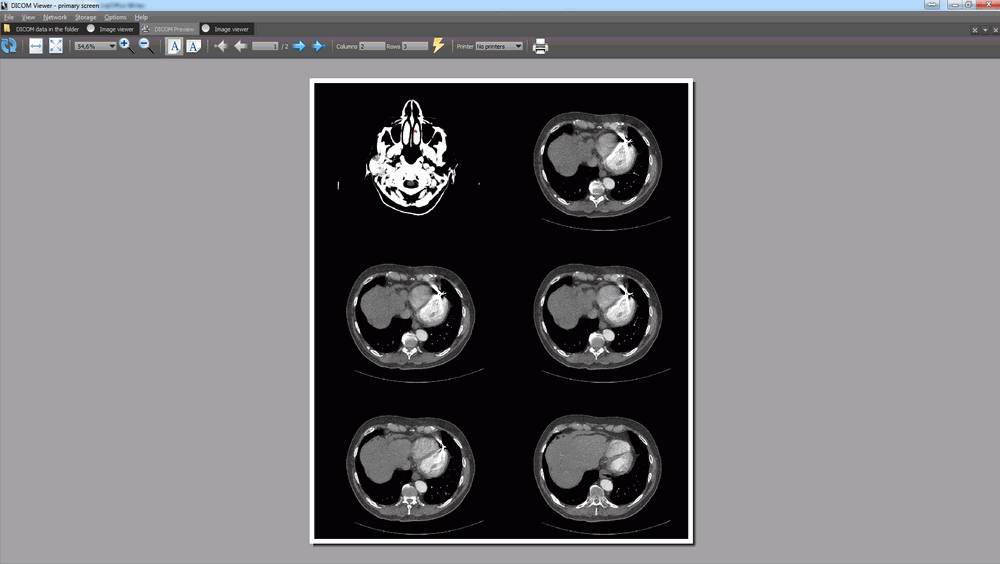 DICOM Viewer - primary screen
File View Network Storage Options Help
DICOM data in the folder Image viewer DICOM Preview Image viewer
54,6% A A 1 / 2 Columns 2 Rows 3 Printer No printers